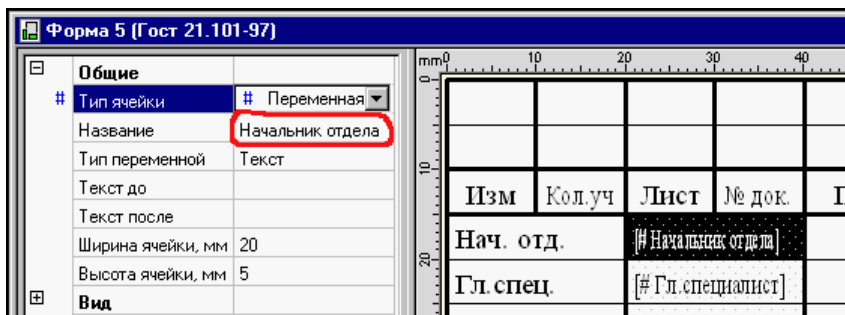 Форма 5 (Гост 21.101-97)
Общие
# Тип ячейки # Переменная
Название Начальник отдела
Тип переменной Текст
Текст до
Текст после
Ширина ячейки, мм 20
Высота ячейки, мм 5
Вид
mm 0 10 20 30 40
0
10
20
Изм Кол.уч Лист № док.
Нач. отд. [# Начальник отдела]
Гл.спец. [# Гл.специалист]